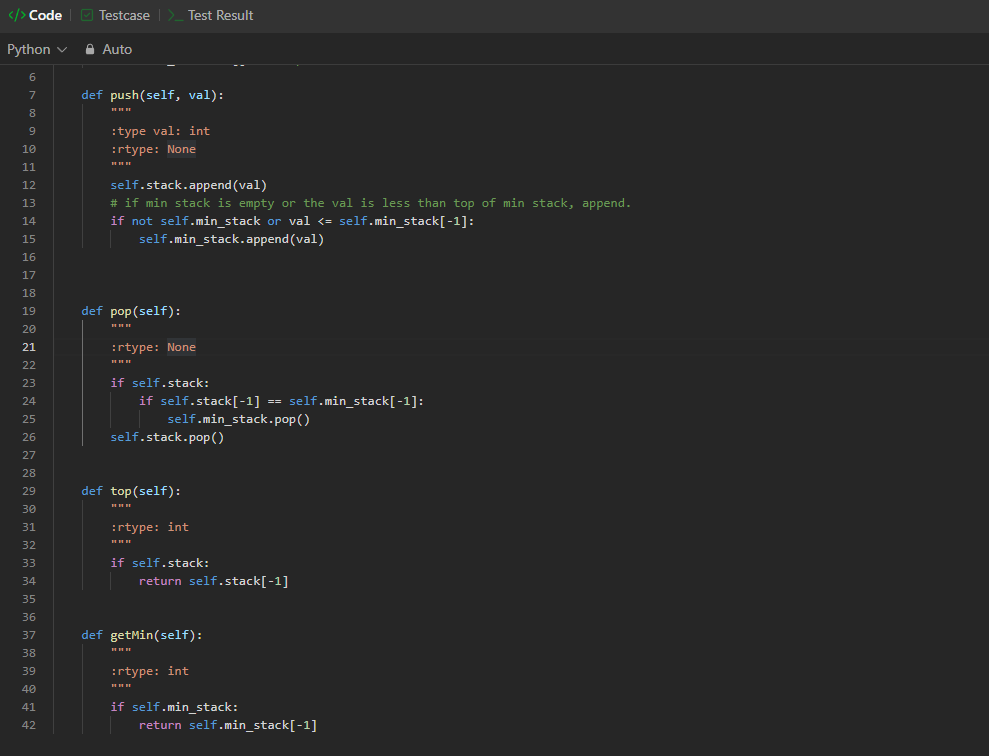 </> Code | Testcase | >_ Test Result
Python Auto
6
7 def push(self, val):
8 """
9 :type val: int
10 :rtype: None
11 """
12 self.stack.append(val)
13 # if min stack is empty or the val is less than top of min stack, append.
14 if not self.min_stack or val <= self.min_stack[-1]:
15 self.min_stack.append(val)
16
17
18
19 def pop(self):
20 """
21 :rtype: None
22 """
23 if self.stack:
24 if self.stack[-1] == self.min_stack[-1]:
25 self.min_stack.pop()
26 self.stack.pop()
27
28
29 def top(self):
30 """
31 :rtype: int
32 """
33 if self.stack:
34 return self.stack[-1]
35
36
37 def getMin(self):
38 """
39 :rtype: int
40 """
41 if self.min_stack:
42 return self.min_stack[-1]